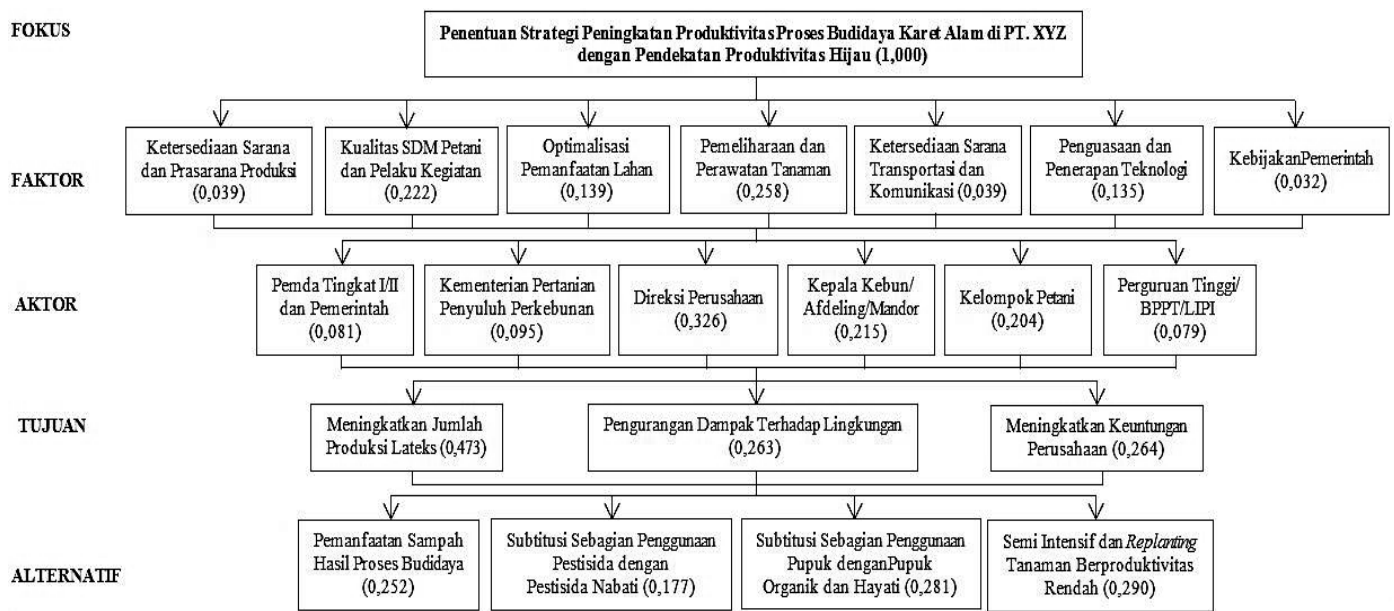 FOKUS
Penentuan Strategi Peningkatan Produktivitas Proses Budidaya Karet Alam di PT. XYZ
dengan Pendekatan Produktivitas Hijau (1,000)
FAKTOR
Ketersediaan Sarana
dan Prasarana Produksi
(0,039)
Kualitas SDM Petani
dan Pelaku Kegiatan
(0,222)
Optimalisasi
Pemanfaatan Lahan
(0,139)
Pemeliharaan dan
Perawatan Tanaman
(0,258)
Ketersediaan Sarana
Transportasi dan
Komunikasi (0,039)
Penguasaan dan
Penerapan Teknologi
(0,135)
KebijakanPemerintah
(0,032)
AKTOR
Pemda Tingkat I/II
dan Pemerintah
(0,081)
Kementerian Pertanian
Penyuluh Perkebunan
(0,095)
Direksi Perusahaan
(0,326)
Kepala Kebun/
Afdeling/Mandor
(0,215)
Kelompok Petani
(0,204)
Perguruan Tinggi/
BPPT/LIPI
(0,079)
TUJUAN
Meningkatkan Jumlah
Produksi Lateks (0,473)
Pengurangan Dampak Terhadap Lingkungan
(0,263)
Meningkatkan Keuntungan
Perusahaan (0,264)
ALTERNATIF
Pemanfaatan Sampah
Hasil Proses Budidaya
(0,252)
Subtitusi Sebagian Penggunaan
Pestisida dengan
Pestisida Nabati (0,177)
Subtitusi Sebagian Penggunaan
Pupuk denganPupuk
Organik dan Hayati (0,281)
Semi Intensif dan Replanting
Tanaman Berproduktivitas
Rendah (0,290)